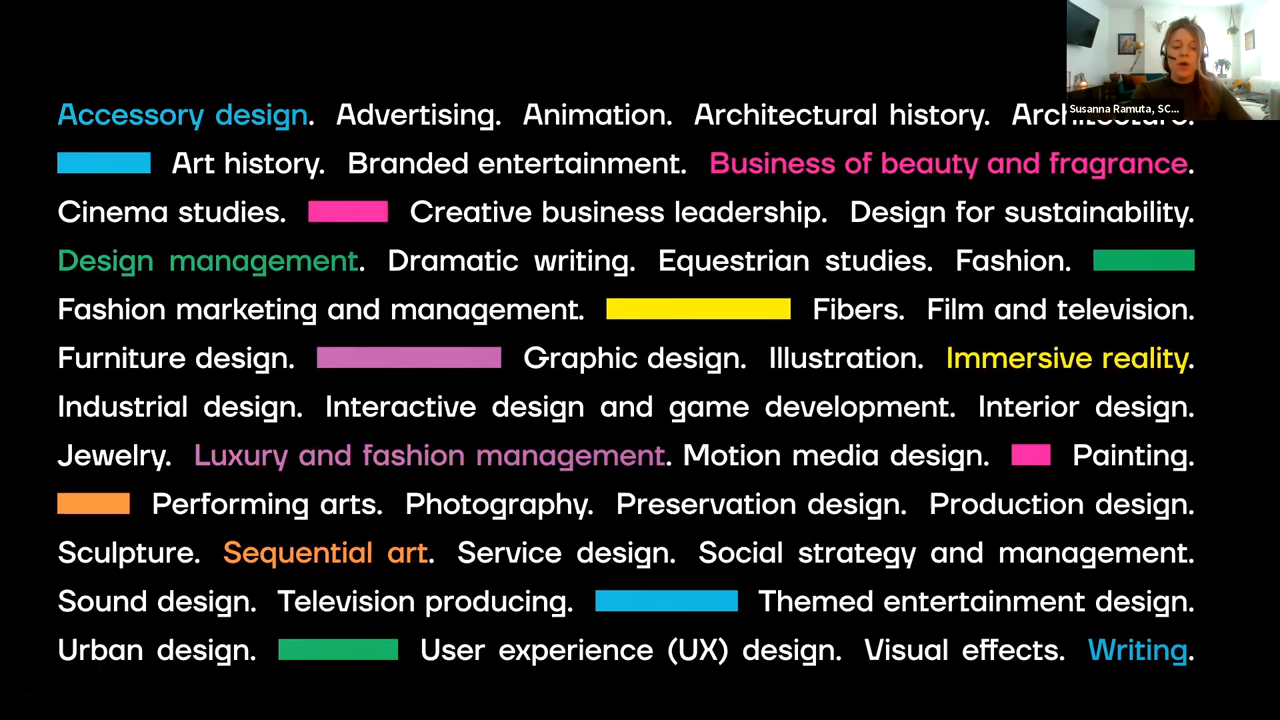 Susanna Ramuta, SC...
Accessory design. Advertising. Animation. Architectural history. Architecture.
Art history. Branded entertainment. Business of beauty and fragrance.
Cinema studies. Creative business leadership. Design for sustainability.
Design management. Dramatic writing. Equestrian studies. Fashion.
Fashion marketing and management. Fibers. Film and television.
Furniture design. Graphic design. Illustration. Immersive reality.
Industrial design. Interactive design and game development. Interior design.
Jewelry. Luxury and fashion management. Motion media design. Painting.
Performing arts. Photography. Preservation design. Production design.
Sculpture. Sequential art. Service design. Social strategy and management.
Sound design. Television producing. Themed entertainment design.
Urban design. User experience (UX) design. Visual effects. Writing.